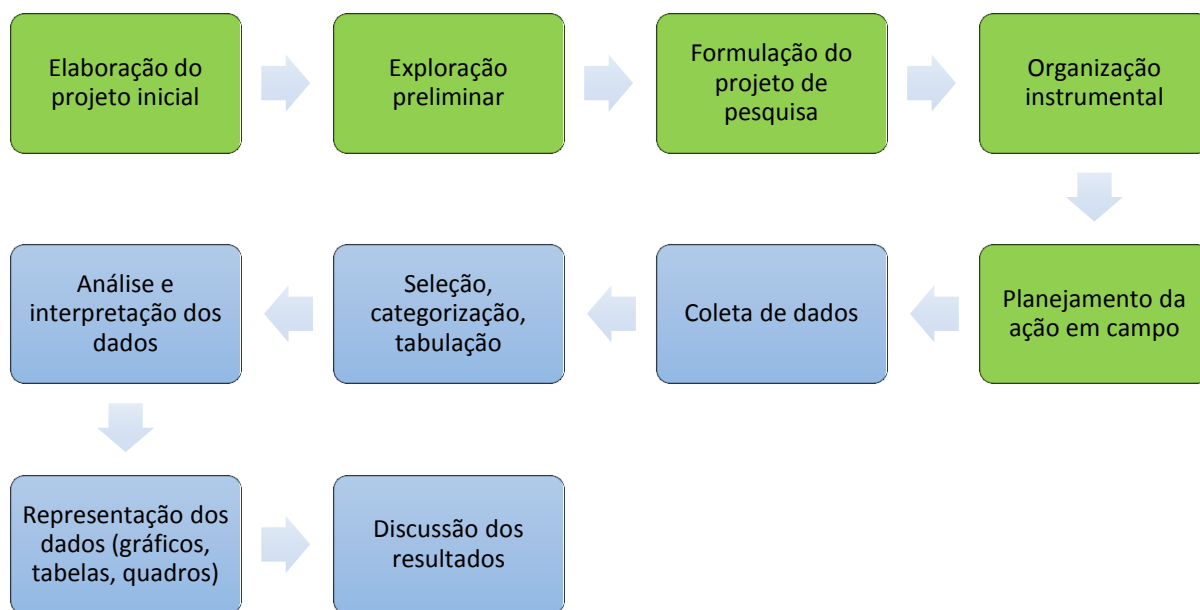 Elaboração do
projeto inicial
Exploração
preliminar
Formulação do
projeto de
pesquisa
Organização
instrumental
Planejamento da
ação em campo
Coleta de dados
Seleção,
categorização,
tabulação
Análise e
interpretação dos
dados
Representação dos
dados (gráficos,
tabelas, quadros)
Discussão dos
resultados